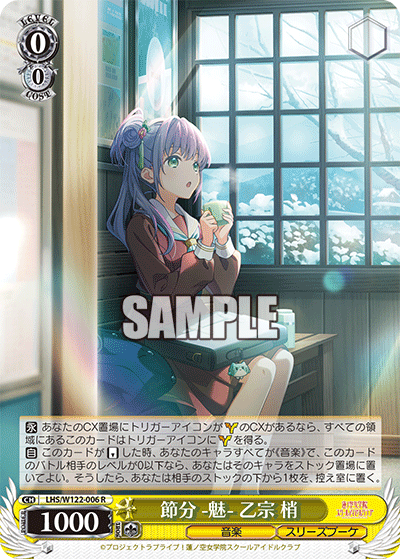 LEVEL
0
0
COST
SAMPLE
永 あなたのCX置場にトリガーアイコンがのCXがあるなら、すべての領
域にあるこのカードはトリガーアイコンにを得る。
自 このカードがした時、あなたのキャラすべてが《音楽》で、この
カードのバトル相手のレベルが0以下なら、あなたはそのキャラをストック置場に置
いてよい。そうしたら、あなたは相手のストックの下から1枚を、控え室に置く。
LHS/W122-006 R
1000
節分 -魅- 乙宗 梢
音楽
スリーズブーケ
©プロジェクトラブライブ!蓮ノ空女学院スクールアイドルクラブ